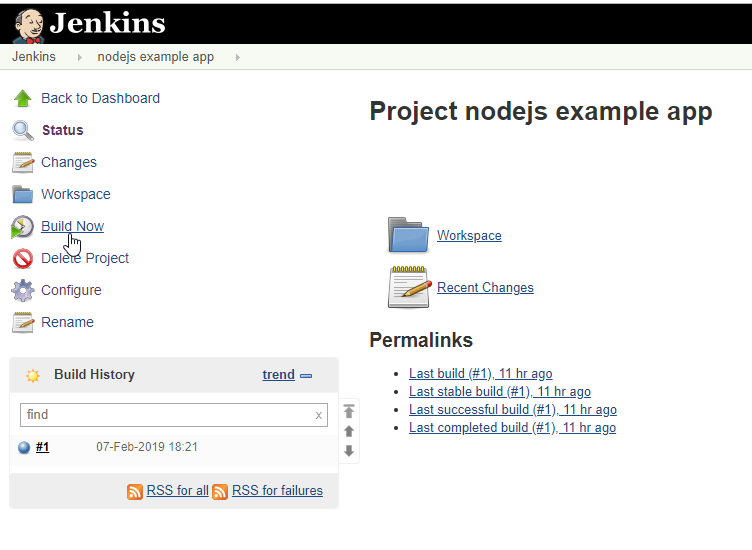 Jenkins
Jenkins nodejs example app
Back to Dashboard
Status
Changes
Workspace
Build Now
Delete Project
Configure
Rename
Build History trend
find x
#1 07-Feb-2019 18:21
RSS for all RSS for failures
Project nodejs example app
Workspace
Recent Changes
Permalinks
Last build (#1), 11 hr ago
Last stable build (#1), 11 hr ago
Last successful build (#1), 11 hr ago
Last completed build (#1), 11 hr ago